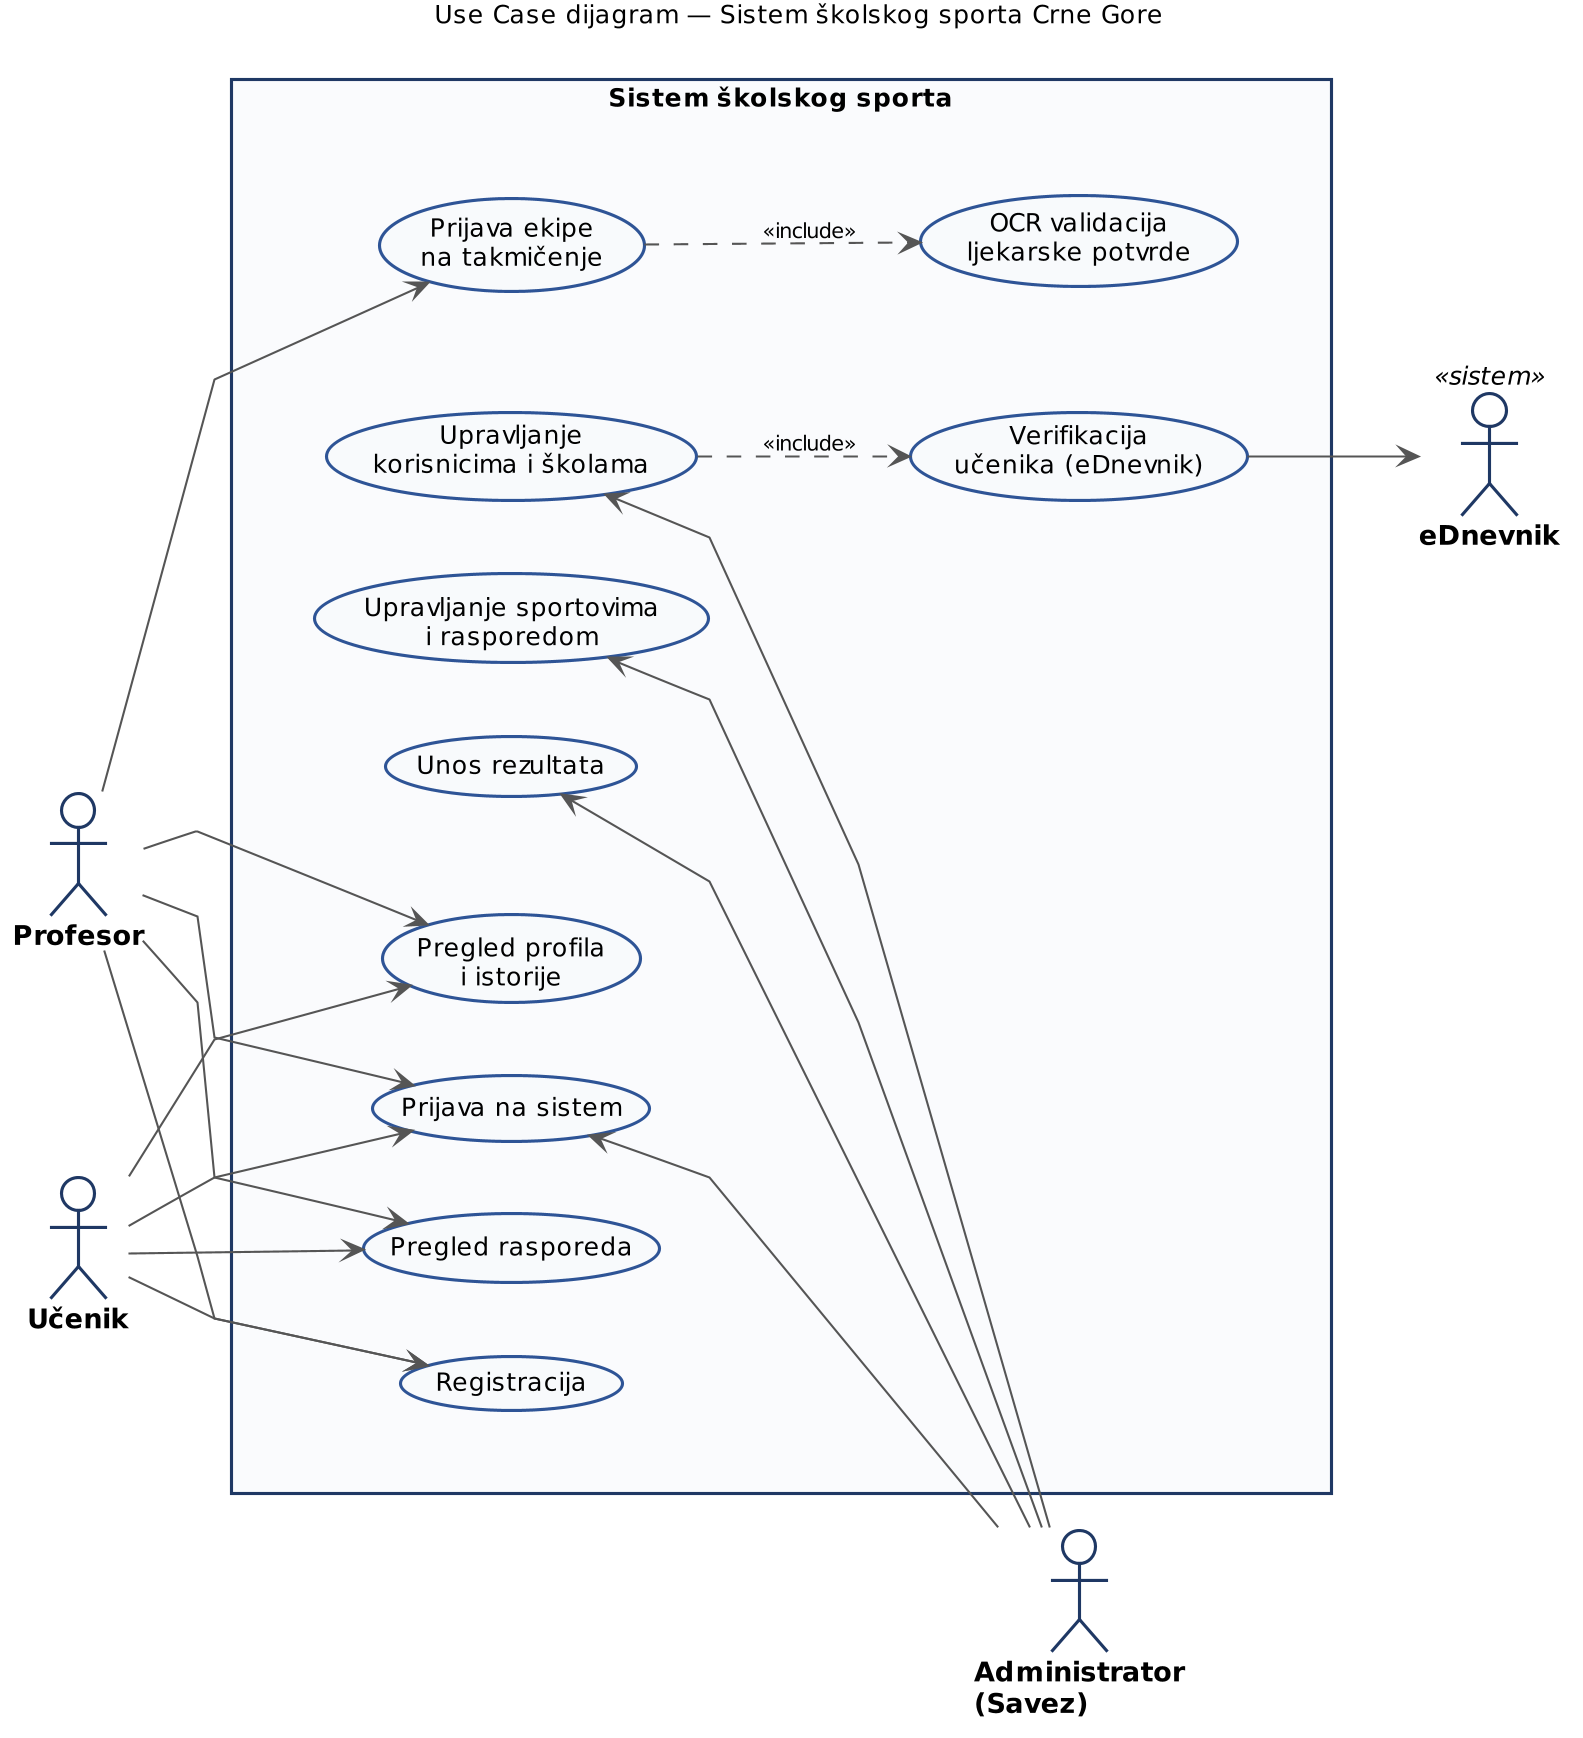 Use Case dijagram — Sistem školskog sporta Crne Gore
Sistem školskog sporta
Prijava ekipe
na takmičenje
«include»
OCR validacija
ljekarske potvrde
«sistem»
eDnevnik
Upravljanje
korisnicima i školama
«include»
Verifikacija
učenika (eDnevnik)
Upravljanje sportovima
i rasporedom
Unos rezultata
Profesor
Pregled profila
i istorije
Prijava na sistem
Pregled rasporeda
Učenik
Registracija
Administrator
(Savez)